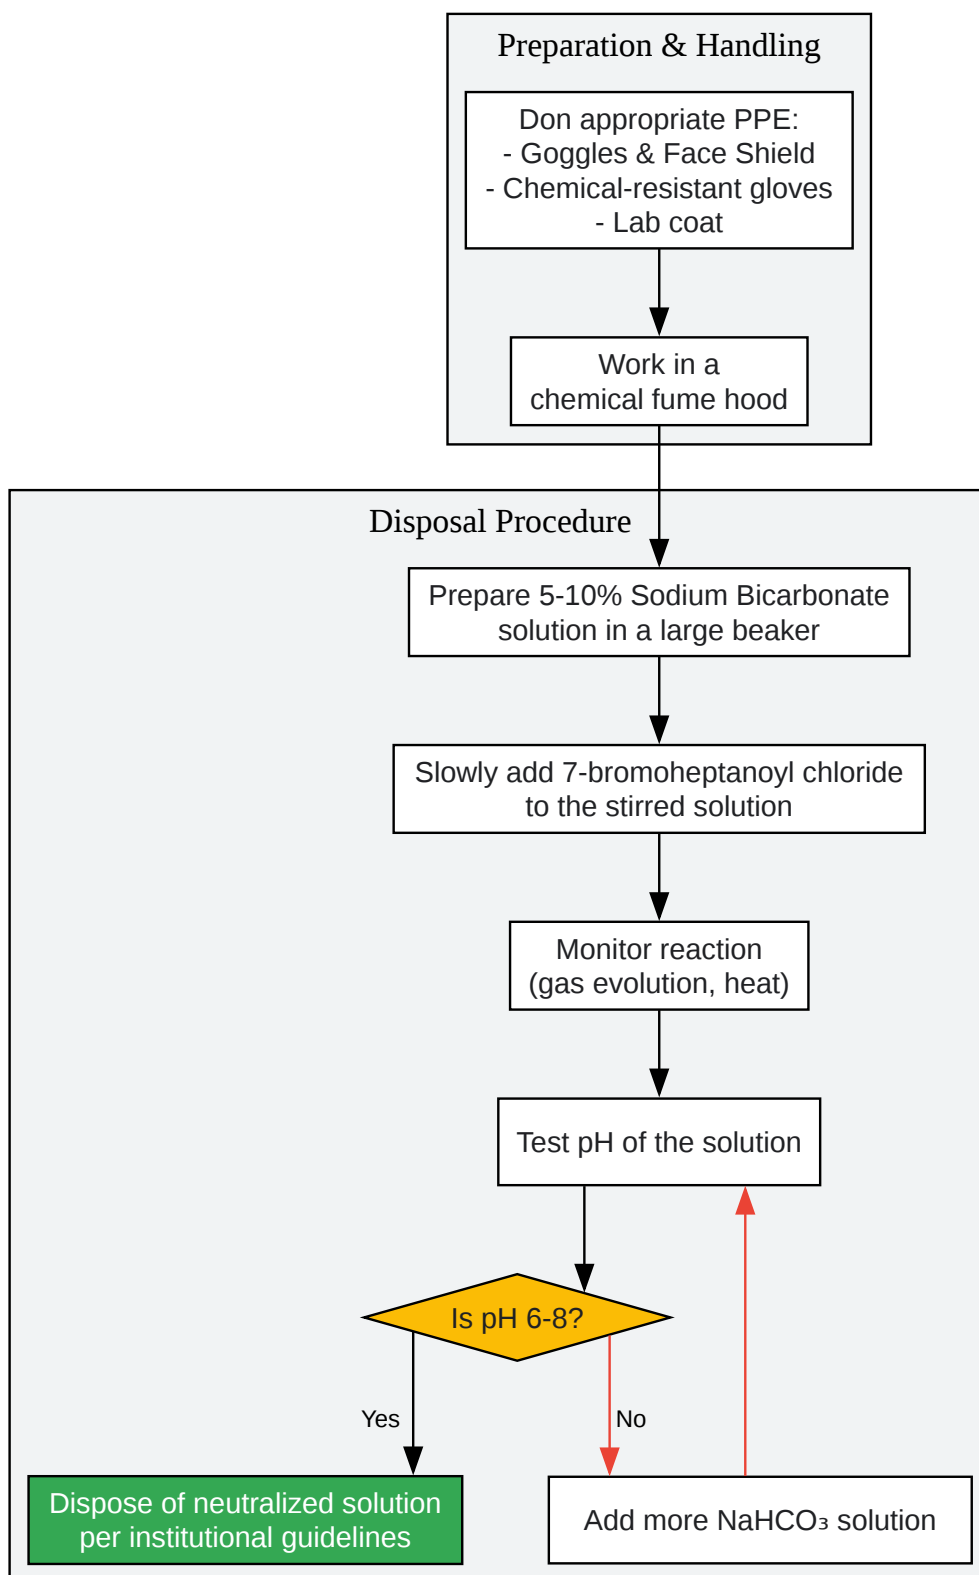 Preparation & Handling
Don appropriate PPE:
- Goggles & Face Shield
- Chemical-resistant gloves
- Lab coat
Work in a
chemical fume hood
Disposal Procedure
Prepare 5-10% Sodium Bicarbonate
solution in a large beaker
Slowly add 7-bromoheptanoyl chloride
to the stirred solution
Monitor reaction
(gas evolution, heat)
Test pH of the solution
Is pH 6-8?
Yes
No
Dispose of neutralized solution
per institutional guidelines
Add more NaHCO₃ solution